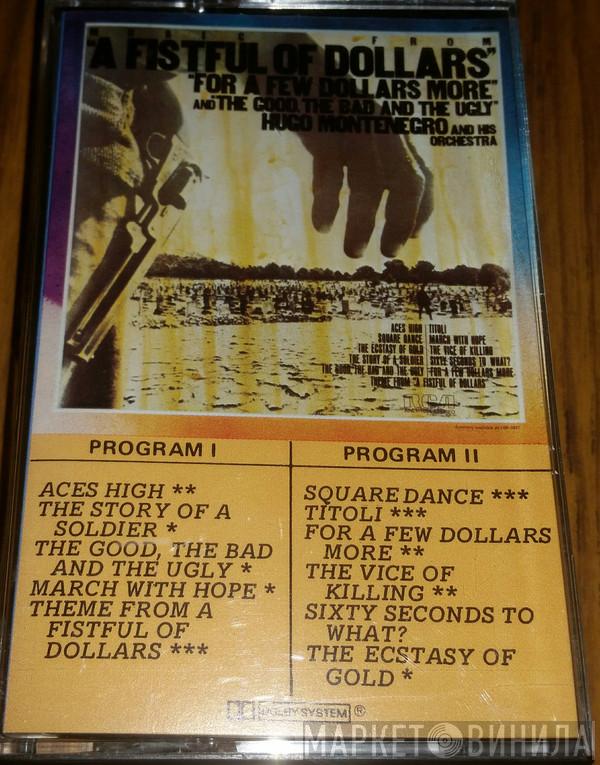 MUSIC FROM
"A FISTFUL OF DOLLARS"
"FOR A FEW DOLLARS MORE"
AND "THE GOOD, THE BAD AND THE UGLY"
HUGO MONTENEGRO AND HIS
ORCHESTRA
ACES HIGH | TITOLI
SQUARE DANCE | MARCH WITH HOPE
THE ECSTASY OF GOLD | THE VICE OF KILLING
THE STORY OF A SOLDIER | SIXTY SECONDS TO WHAT?
THE GOOD, THE BAD AND THE UGLY | FOR A FEW DOLLARS MORE
THEME FROM "A FISTFUL OF DOLLARS"
RCA
PROGRAM I
ACES HIGH **
THE STORY OF A
SOLDIER *
THE GOOD, THE BAD
AND THE UGLY *
MARCH WITH HOPE *
THEME FROM A
FISTFUL OF
DOLLARS ***
PROGRAM II
SQUARE DANCE ***
TITOLI ***
FOR A FEW DOLLARS
MORE **
THE VICE OF
KILLING **
SIXTY SECONDS TO
WHAT?
THE ECSTASY OF
GOLD *
DOLBY SYSTEM ®
МАРКЕТ ВИНИЛА